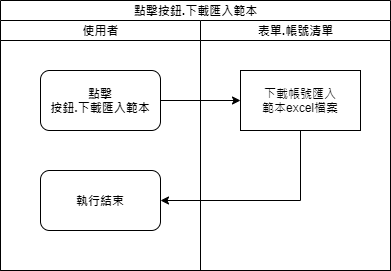 點擊按鈕.下載匯入範本
使用者
表單.帳號清單
點擊
按鈕.下載匯入範本
下載帳號匯入
範本excel檔案
執行結束